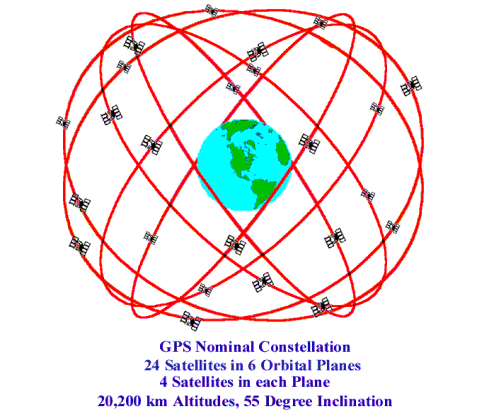 GPS Nominal Constellation
24 Satellites in 6 Orbital Planes
4 Satellites in each Plane
20,200 km Altitudes, 55 Degree Inclination